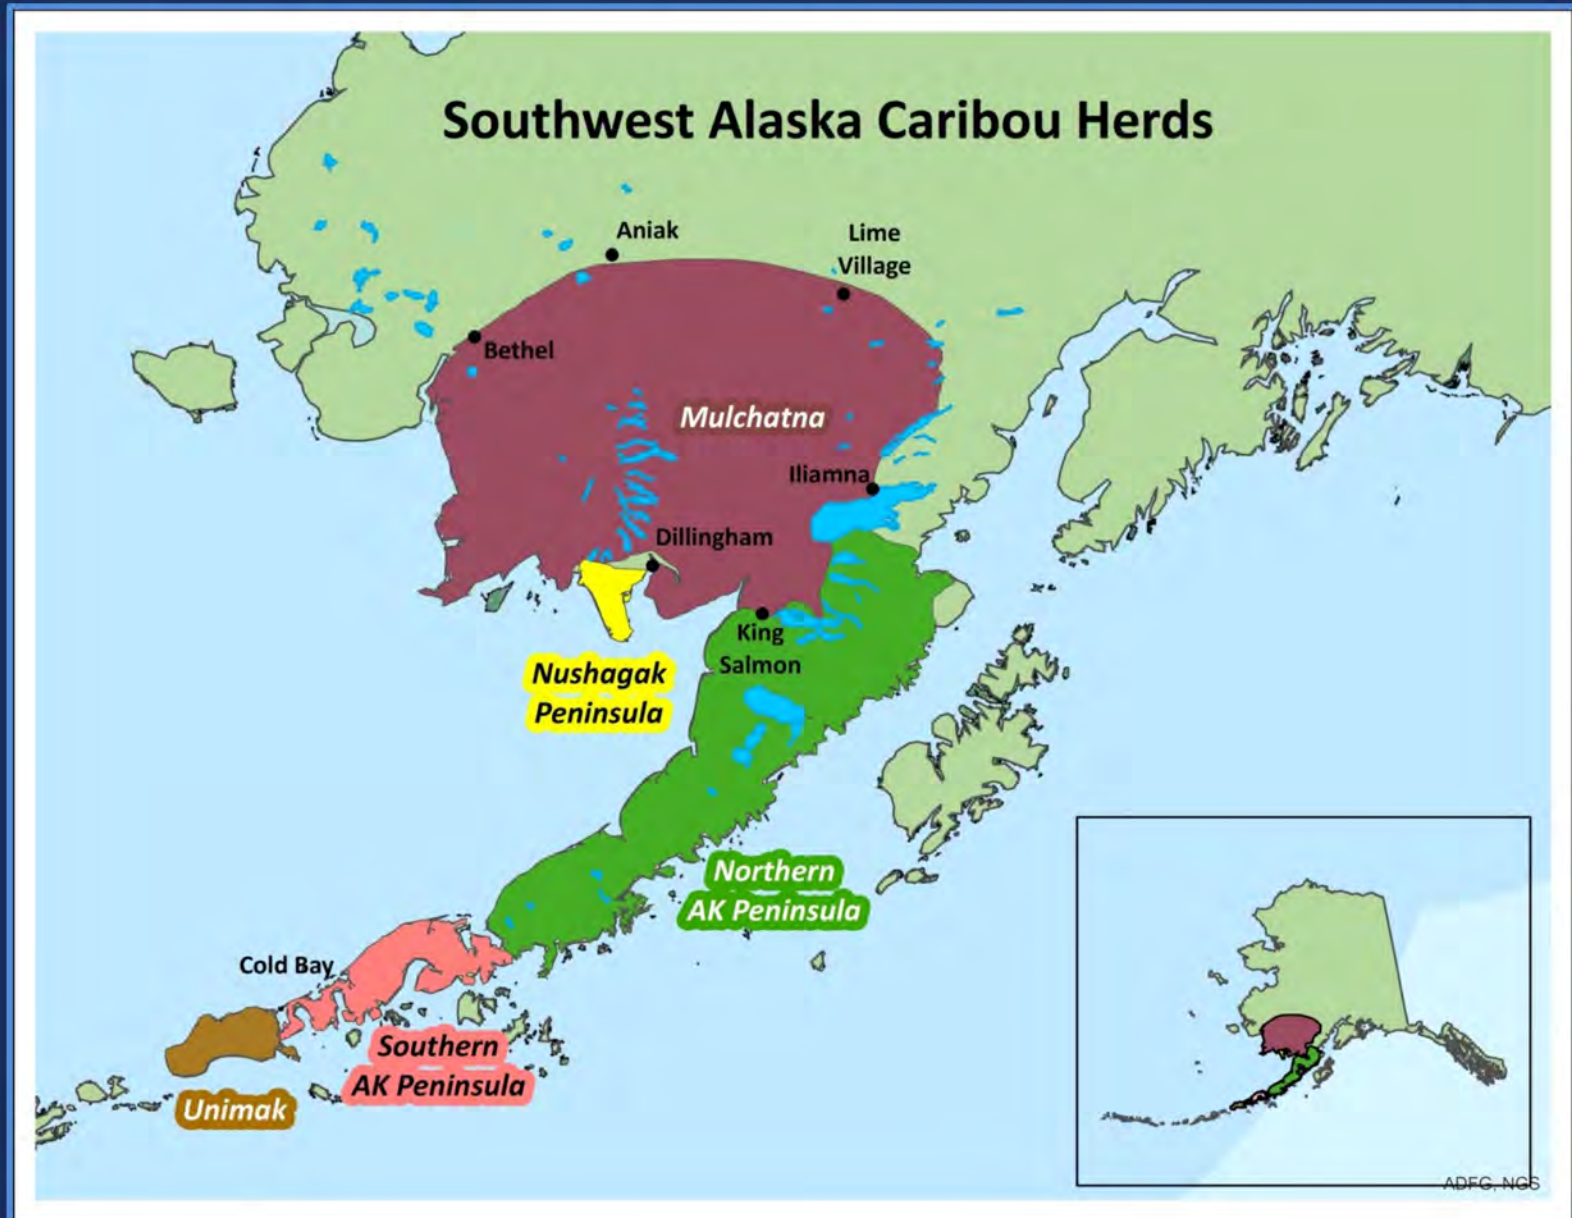 Southwest Alaska Caribou Herds
Aniak
Lime
Village
Bethel
Mulchatna
Iliamna
Dillingham
King
Salmon
Nushagak
Peninsula
Northern
AK Peninsula
Cold Bay
Southern
AK Peninsula
Unimak
ADFG, NGS